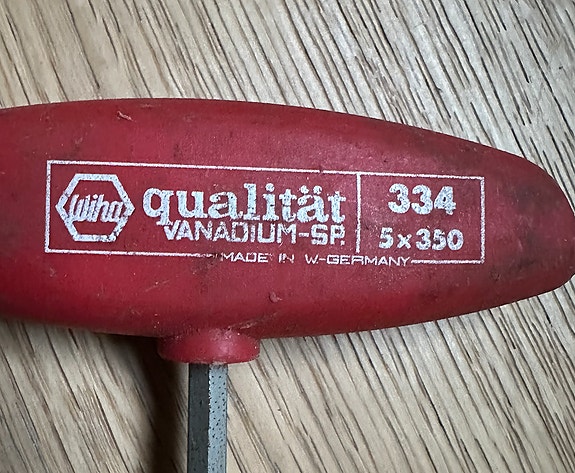 Wiha
qualität
VANADIUM-SP.
334
5x350
MADE IN W-GERMANY